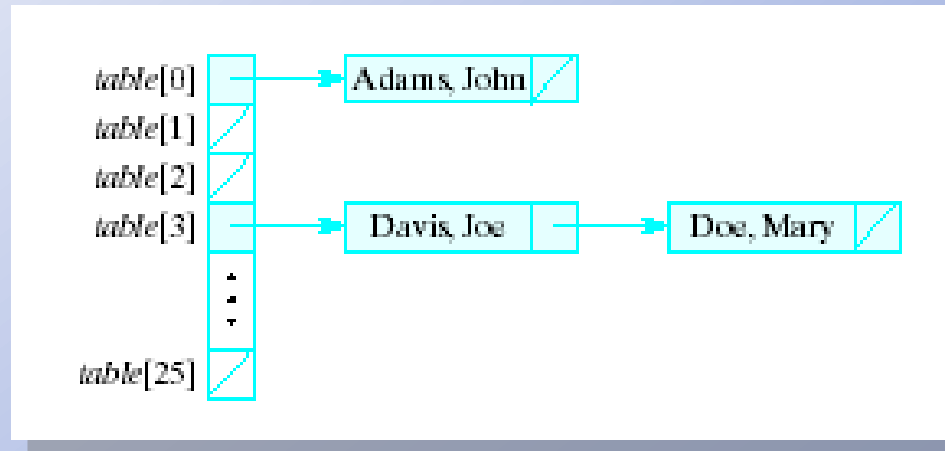 table[0] Adams, John
table[1]
table[2]
table[3] Davis, Joe Doe, Mary
table[25]